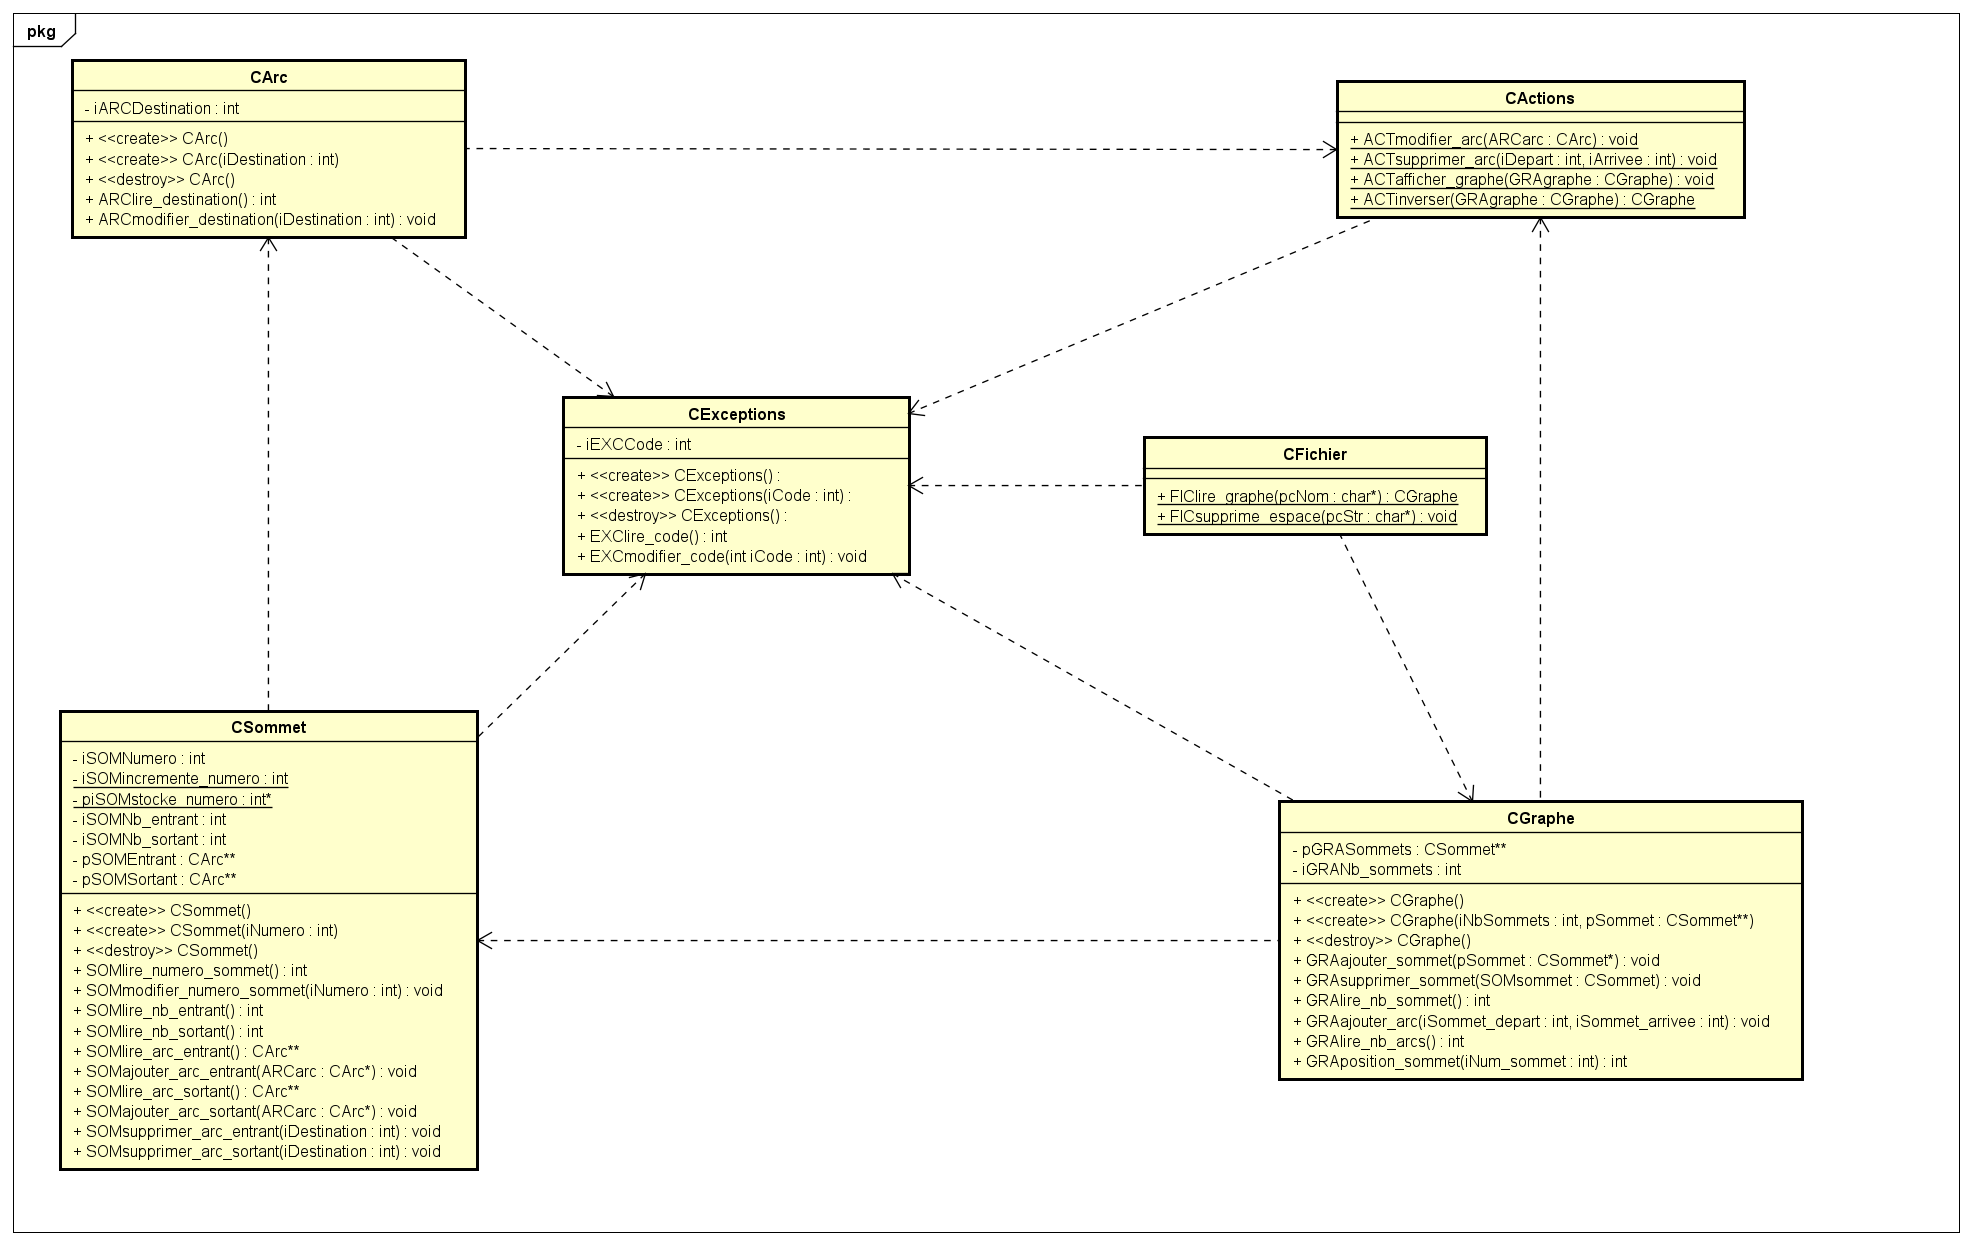 pkg
CArc
- iARCDestination : int
+ <<create>> CArc()
+ <<create>> CArc(iDestination : int)
+ <<destroy>> CArc()
+ ARClire_destination() : int
+ ARCmodifier_destination(iDestination : int) : void
CActions
+ ACTmodifier_arc(ARCarc : CArc) : void
+ ACTsupprimer_arc(iDepart : int, iArrivee : int) : void
+ ACTafficher_graphe(GRAgraphe : CGraphe) : void
+ ACTinverser(GRAgraphe : CGraphe) : CGraphe
CExceptions
- iEXCCode : int
+ <<create>> CExceptions() :
+ <<create>> CExceptions(iCode : int) :
+ <<destroy>> CExceptions() :
+ EXClire_code() : int
+ EXCmodifier_code(int iCode : int) : void
CFichier
+ FIClire_graphe(pcNom : char*) : CGraphe
+ FICsupprime_espace(pcStr : char*) : void
CSommet
- iSOMNumero : int
- iSOMincremente_numero : int
- piSOMstocke_numero : int*
- iSOMNb_entrant : int
- iSOMNb_sortant : int
- pSOMEntrant : CArc**
- pSOMSortant : CArc**
+ <<create>> CSommet()
+ <<create>> CSommet(iNumero : int)
+ <<destroy>> CSommet()
+ SOMlire_numero_sommet() : int
+ SOMmodifier_numero_sommet(iNumero : int) : void
+ SOMlire_nb_entrant() : int
+ SOMlire_nb_sortant() : int
+ SOMlire_arc_entrant() : CArc**
+ SOMajouter_arc_entrant(ARCarc : CArc*) : void
+ SOMlire_arc_sortant() : CArc**
+ SOMajouter_arc_sortant(ARCarc : CArc*) : void
+ SOMsupprimer_arc_entrant(iDestination : int) : void
+ SOMsupprimer_arc_sortant(iDestination : int) : void
CGraphe
- pGRASommets : CSommet**
- iGRANb_sommets : int
+ <<create>> CGraphe()
+ <<create>> CGraphe(iNbSommets : int, pSommet : CSommet**)
+ <<destroy>> CGraphe()
+ GRAajouter_sommet(pSommet : CSommet*) : void
+ GRAsupprimer_sommet(SOMsommet : CSommet) : void
+ GRAlire_nb_sommet() : int
+ GRAajouter_arc(iSommet_depart : int, iSommet_arrivee : int) : void
+ GRAlire_nb_arcs() : int
+ GRAposition_sommet(iNum_sommet : int) : int